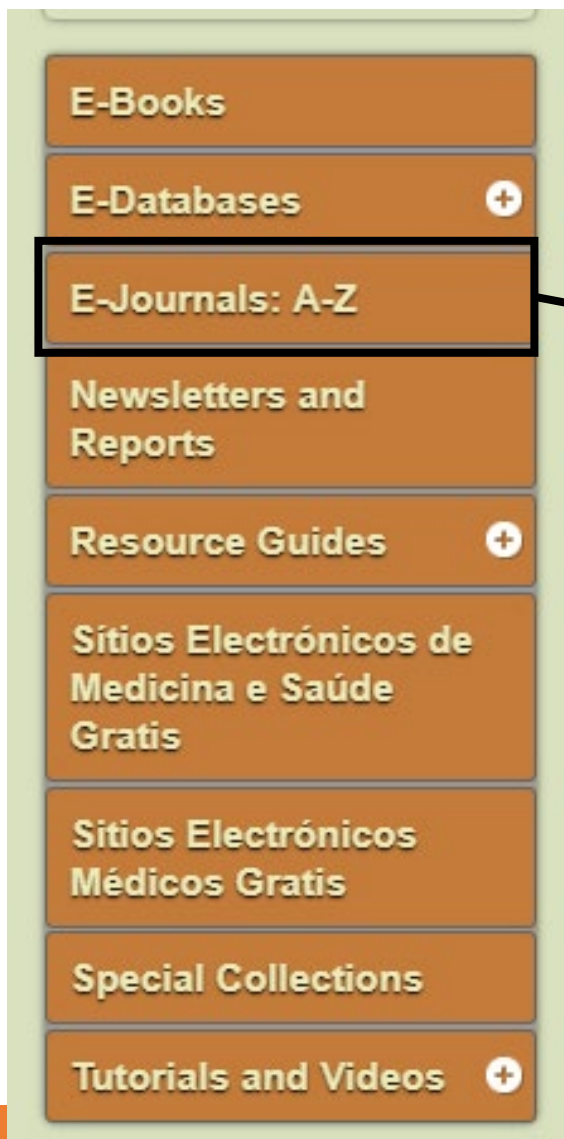 E-Books
E-Databases
E-Journals: A-Z
Newsletters and
Reports
Resource Guides
Sítios Electrónicos de
Medicina e Saúde
Gratis
Sitios Electrónicos
Médicos Gratis
Special Collections
Tutorials and Videos